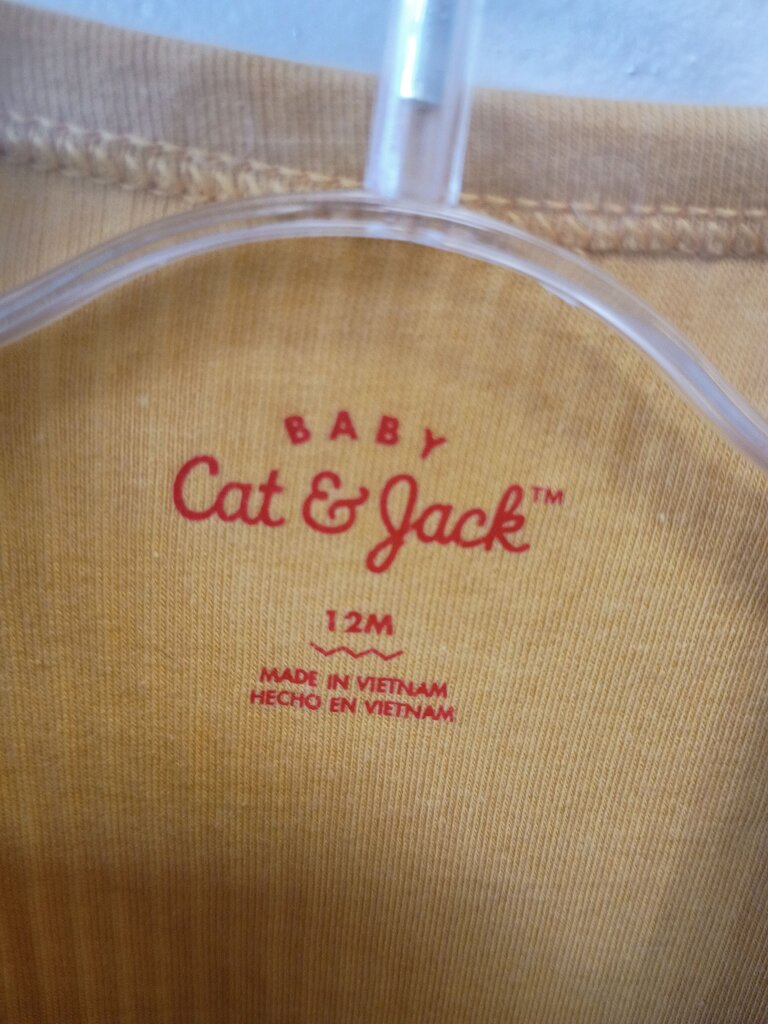 BABY
Cat & Jack™
12M
MADE IN VIETNAM
HECHO EN VIETNAM